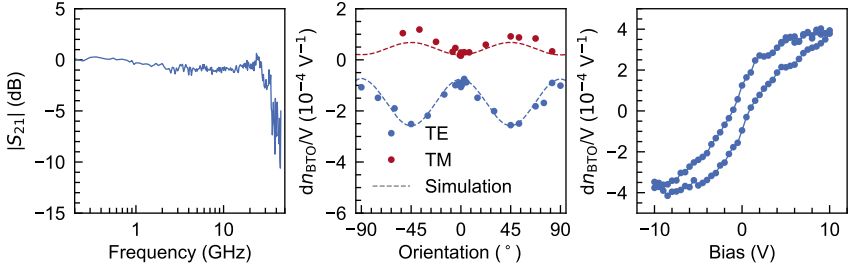 5
0
−5
−10
−15
1
10
|S21| (dB)
Frequency (GHz)
2
0
−2
−4
−6
−90
−45
0
45
90
dnBTO/V (10⁻⁴ V⁻¹)
Orientation (°)
TE
TM
Simulation
4
2
0
−2
−4
−10
0
10
dnBTO/V (10⁻⁴ V⁻¹)
Bias (V)